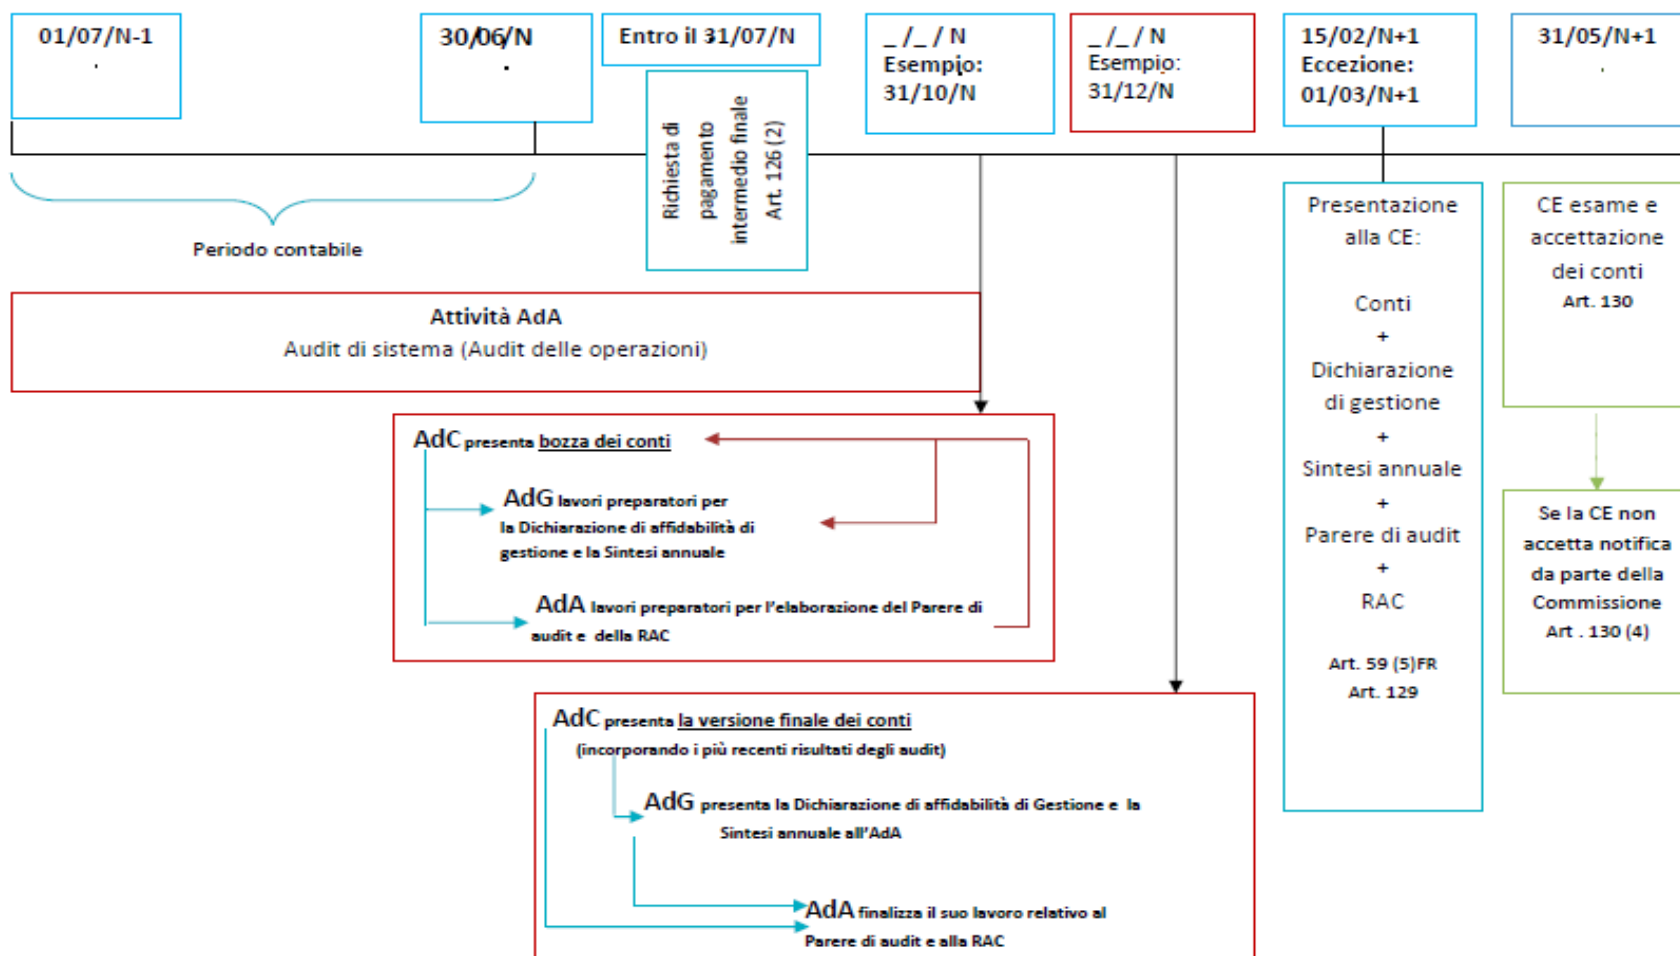 01/07/N-1
30/06/N
Entro il 31/07/N
_ /_ / N
Esempio:
31/10/N
_ /_ / N
Esempio:
31/12/N
15/02/N+1
Eccezione:
01/03/N+1
31/05/N+1
Richiesta di
pagamento
intermedio finale
Art. 126 (2)
Periodo contabile
Attività AdA
Audit di sistema (Audit delle operazioni)
AdC presenta bozza dei conti
AdG lavori preparatori per
la Dichiarazione di affidabilità di
gestione e la Sintesi annuale
AdA lavori preparatori per l'elaborazione del Parere di
audit e della RAC
AdC presenta la versione finale dei conti
(incorporando i più recenti risultati degli audit)
AdG presenta la Dichiarazione di affidabilità di Gestione e la
Sintesi annuale all'AdA
AdA finalizza il suo lavoro relativo al
Parere di audit e alla RAC
Presentazione
alla CE:
Conti
+
Dichiarazione
di gestione
+
Sintesi annuale
+
Parere di audit
+
RAC
Art. 59 (5)FR
Art. 129
CE esame e
accettazione
dei conti
Art. 130
Se la CE non
accetta notifica
da parte della
Commissione
Art . 130 (4)